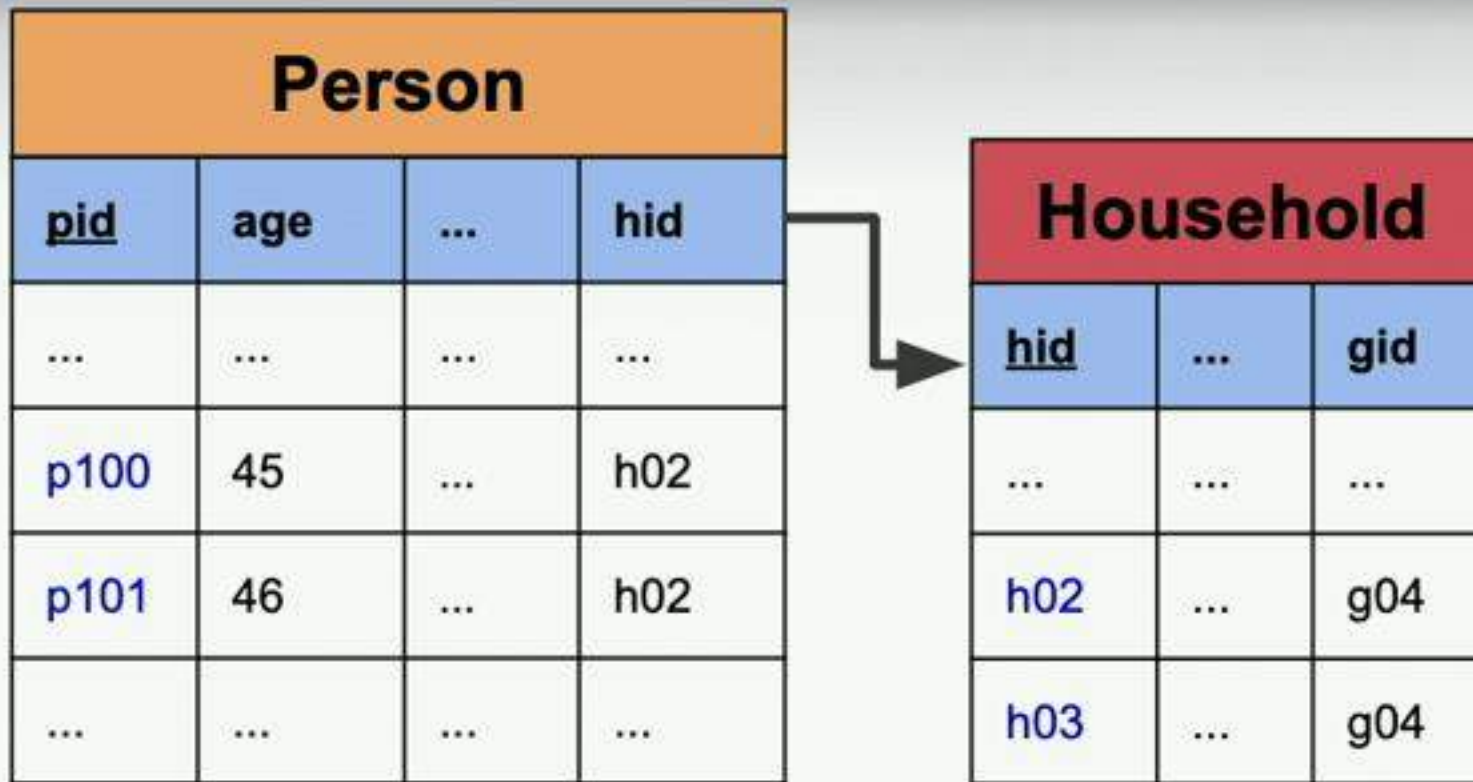 Person
pid age ... hid
... ... ... ...
p100 45 ... h02
p101 46 ... h02
... ... ... ...
Household
hid ... gid
... ... ...
h02 ... g04
h03 ... g04